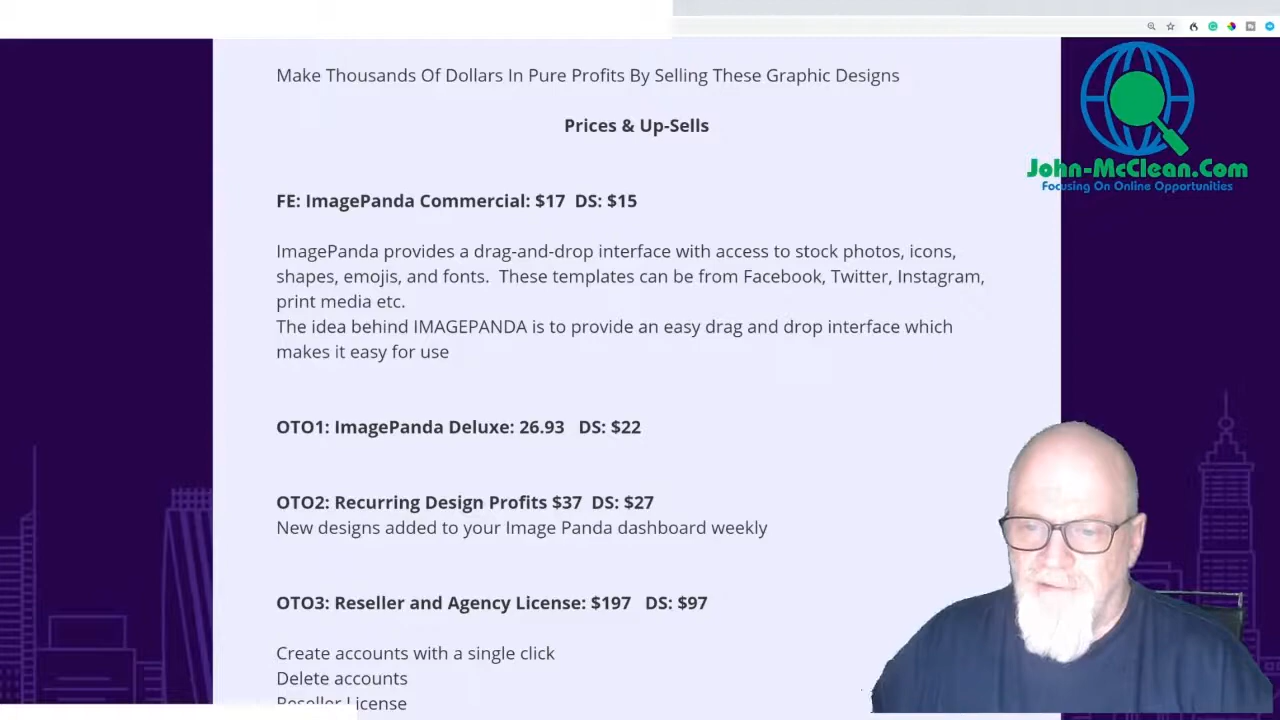 Make Thousands Of Dollars In Pure Profits By Selling These Graphic Designs
John-McClean.Com
Focusing On Online Opportunities
Prices & Up-Sells
FE: ImagePanda Commercial: $17 DS: $15
ImagePanda provides a drag-and-drop interface with access to stock photos, icons,
shapes, emojis, and fonts. These templates can be from Facebook, Twitter, Instagram,
print media etc.
The idea behind IMAGEPANDA is to provide an easy drag and drop interface which
makes it easy for use
OTO1: ImagePanda Deluxe: 26.93 DS: $22
OTO2: Recurring Design Profits $37 DS: $27
New designs added to your Image Panda dashboard weekly
OTO3: Reseller and Agency License: $197 DS: $97
Create accounts with a single click
Delete accounts
Reseller License